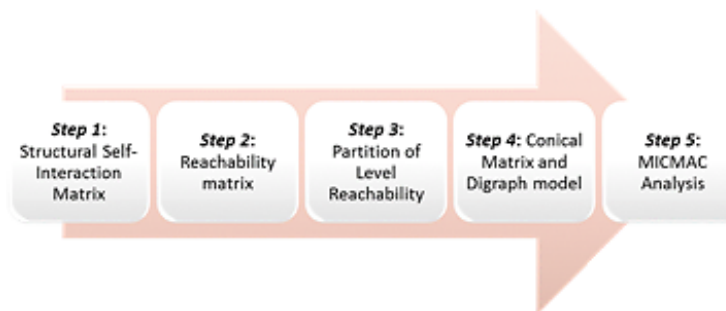 Step 1:
Structural Self-
Interaction
Matrix
Step 2:
Reachability
matrix
Step 3:
Partition of
Level
Reachability
Step 4: Conical
Matrix and
Digraph model
Step 5:
MICMAC
Analysis